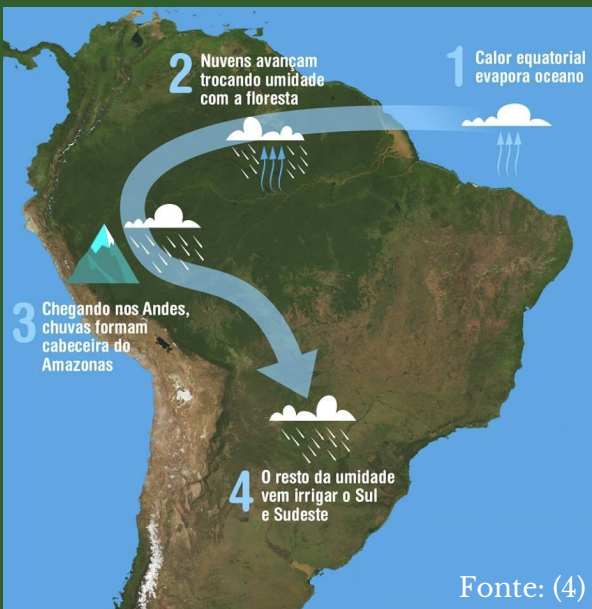 1
Calor equatorial
evapora oceano
2
Nuvens avançam
trocando umidade
com a floresta
3
Chegando nos Andes,
chuvas formam
cabeceira do
Amazonas
4
O resto da umidade
vem irrigar o Sul
e Sudeste
Fonte: (4)